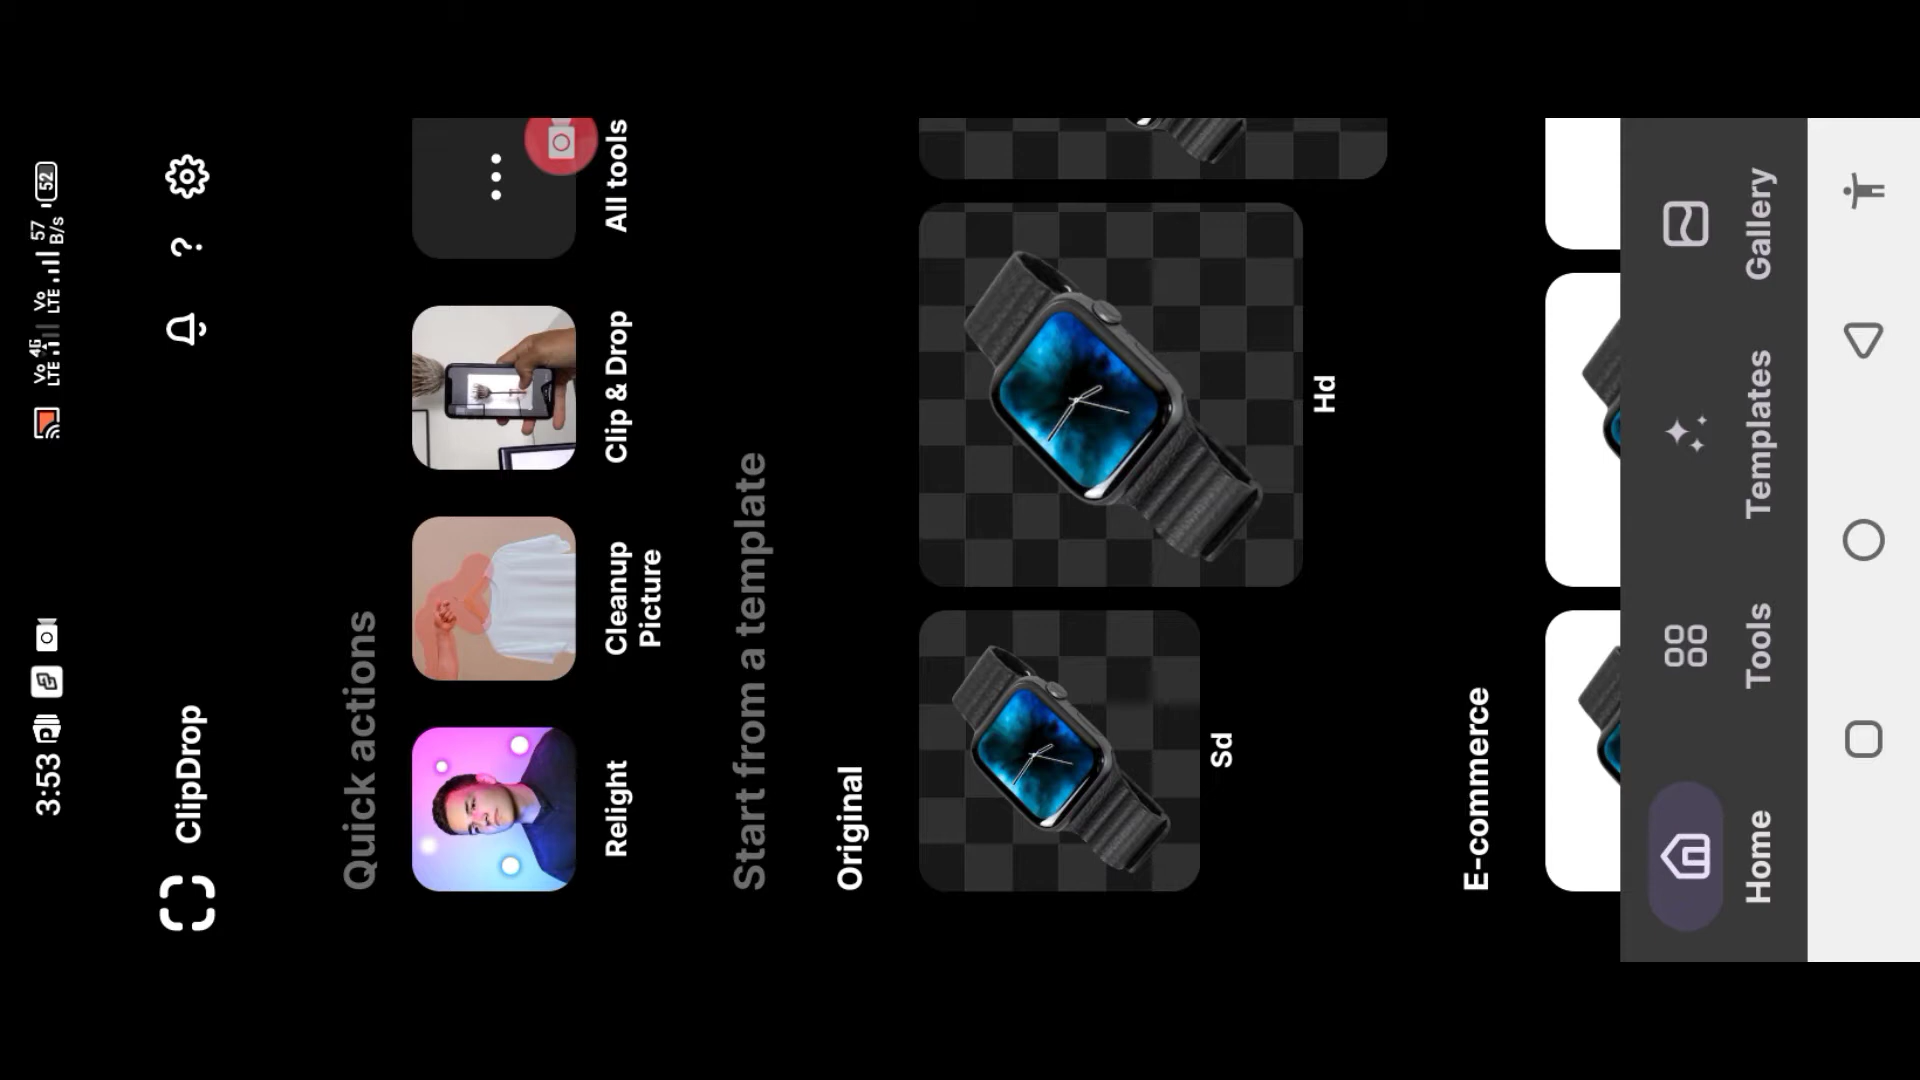 3:53
Vo 4G
LTE
Vo
LTE
57
B/s
52
ClipDrop
?
Quick actions
Relight
Cleanup
Picture
Clip & Drop
All tools
Start from a template
Original
Sd
Hd
E-commerce
Home
Tools
Templates
Gallery